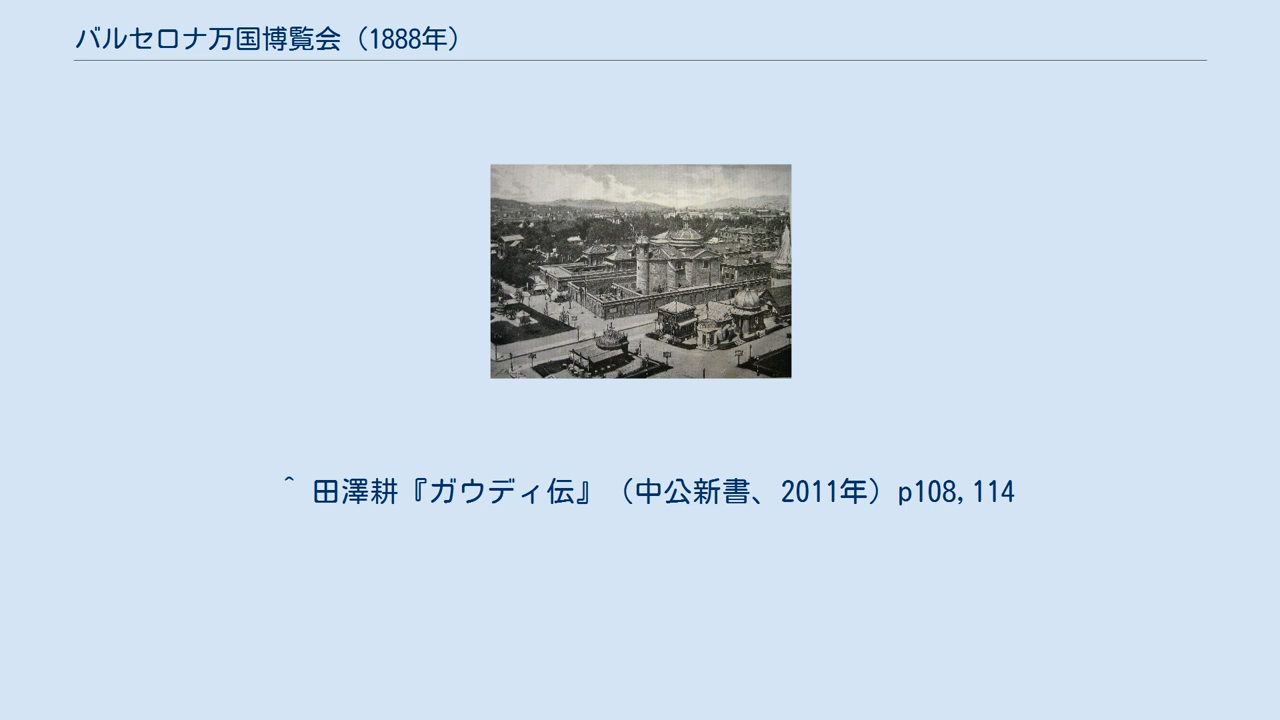 バルセロナ万国博覧会（1888年）
^ 田澤耕『ガウディ伝』（中公新書、2011年）p108,114